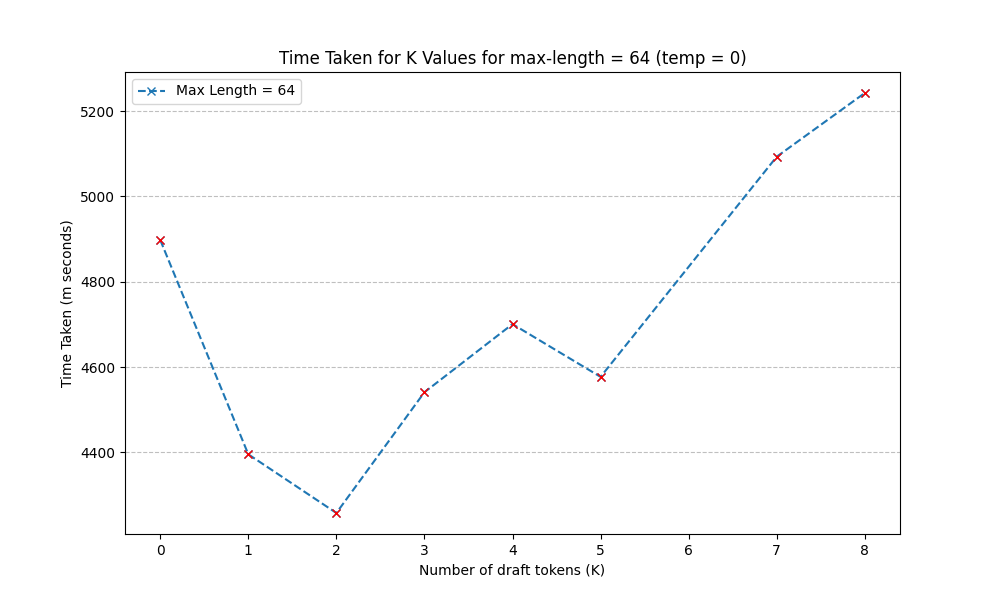 Time Taken for K Values for max-length = 64 (temp = 0)
Max Length = 64
5200
5000
4800
4600
4400
Time Taken (m seconds)
0 1 2 3 4 5 6 7 8
Number of draft tokens (K)